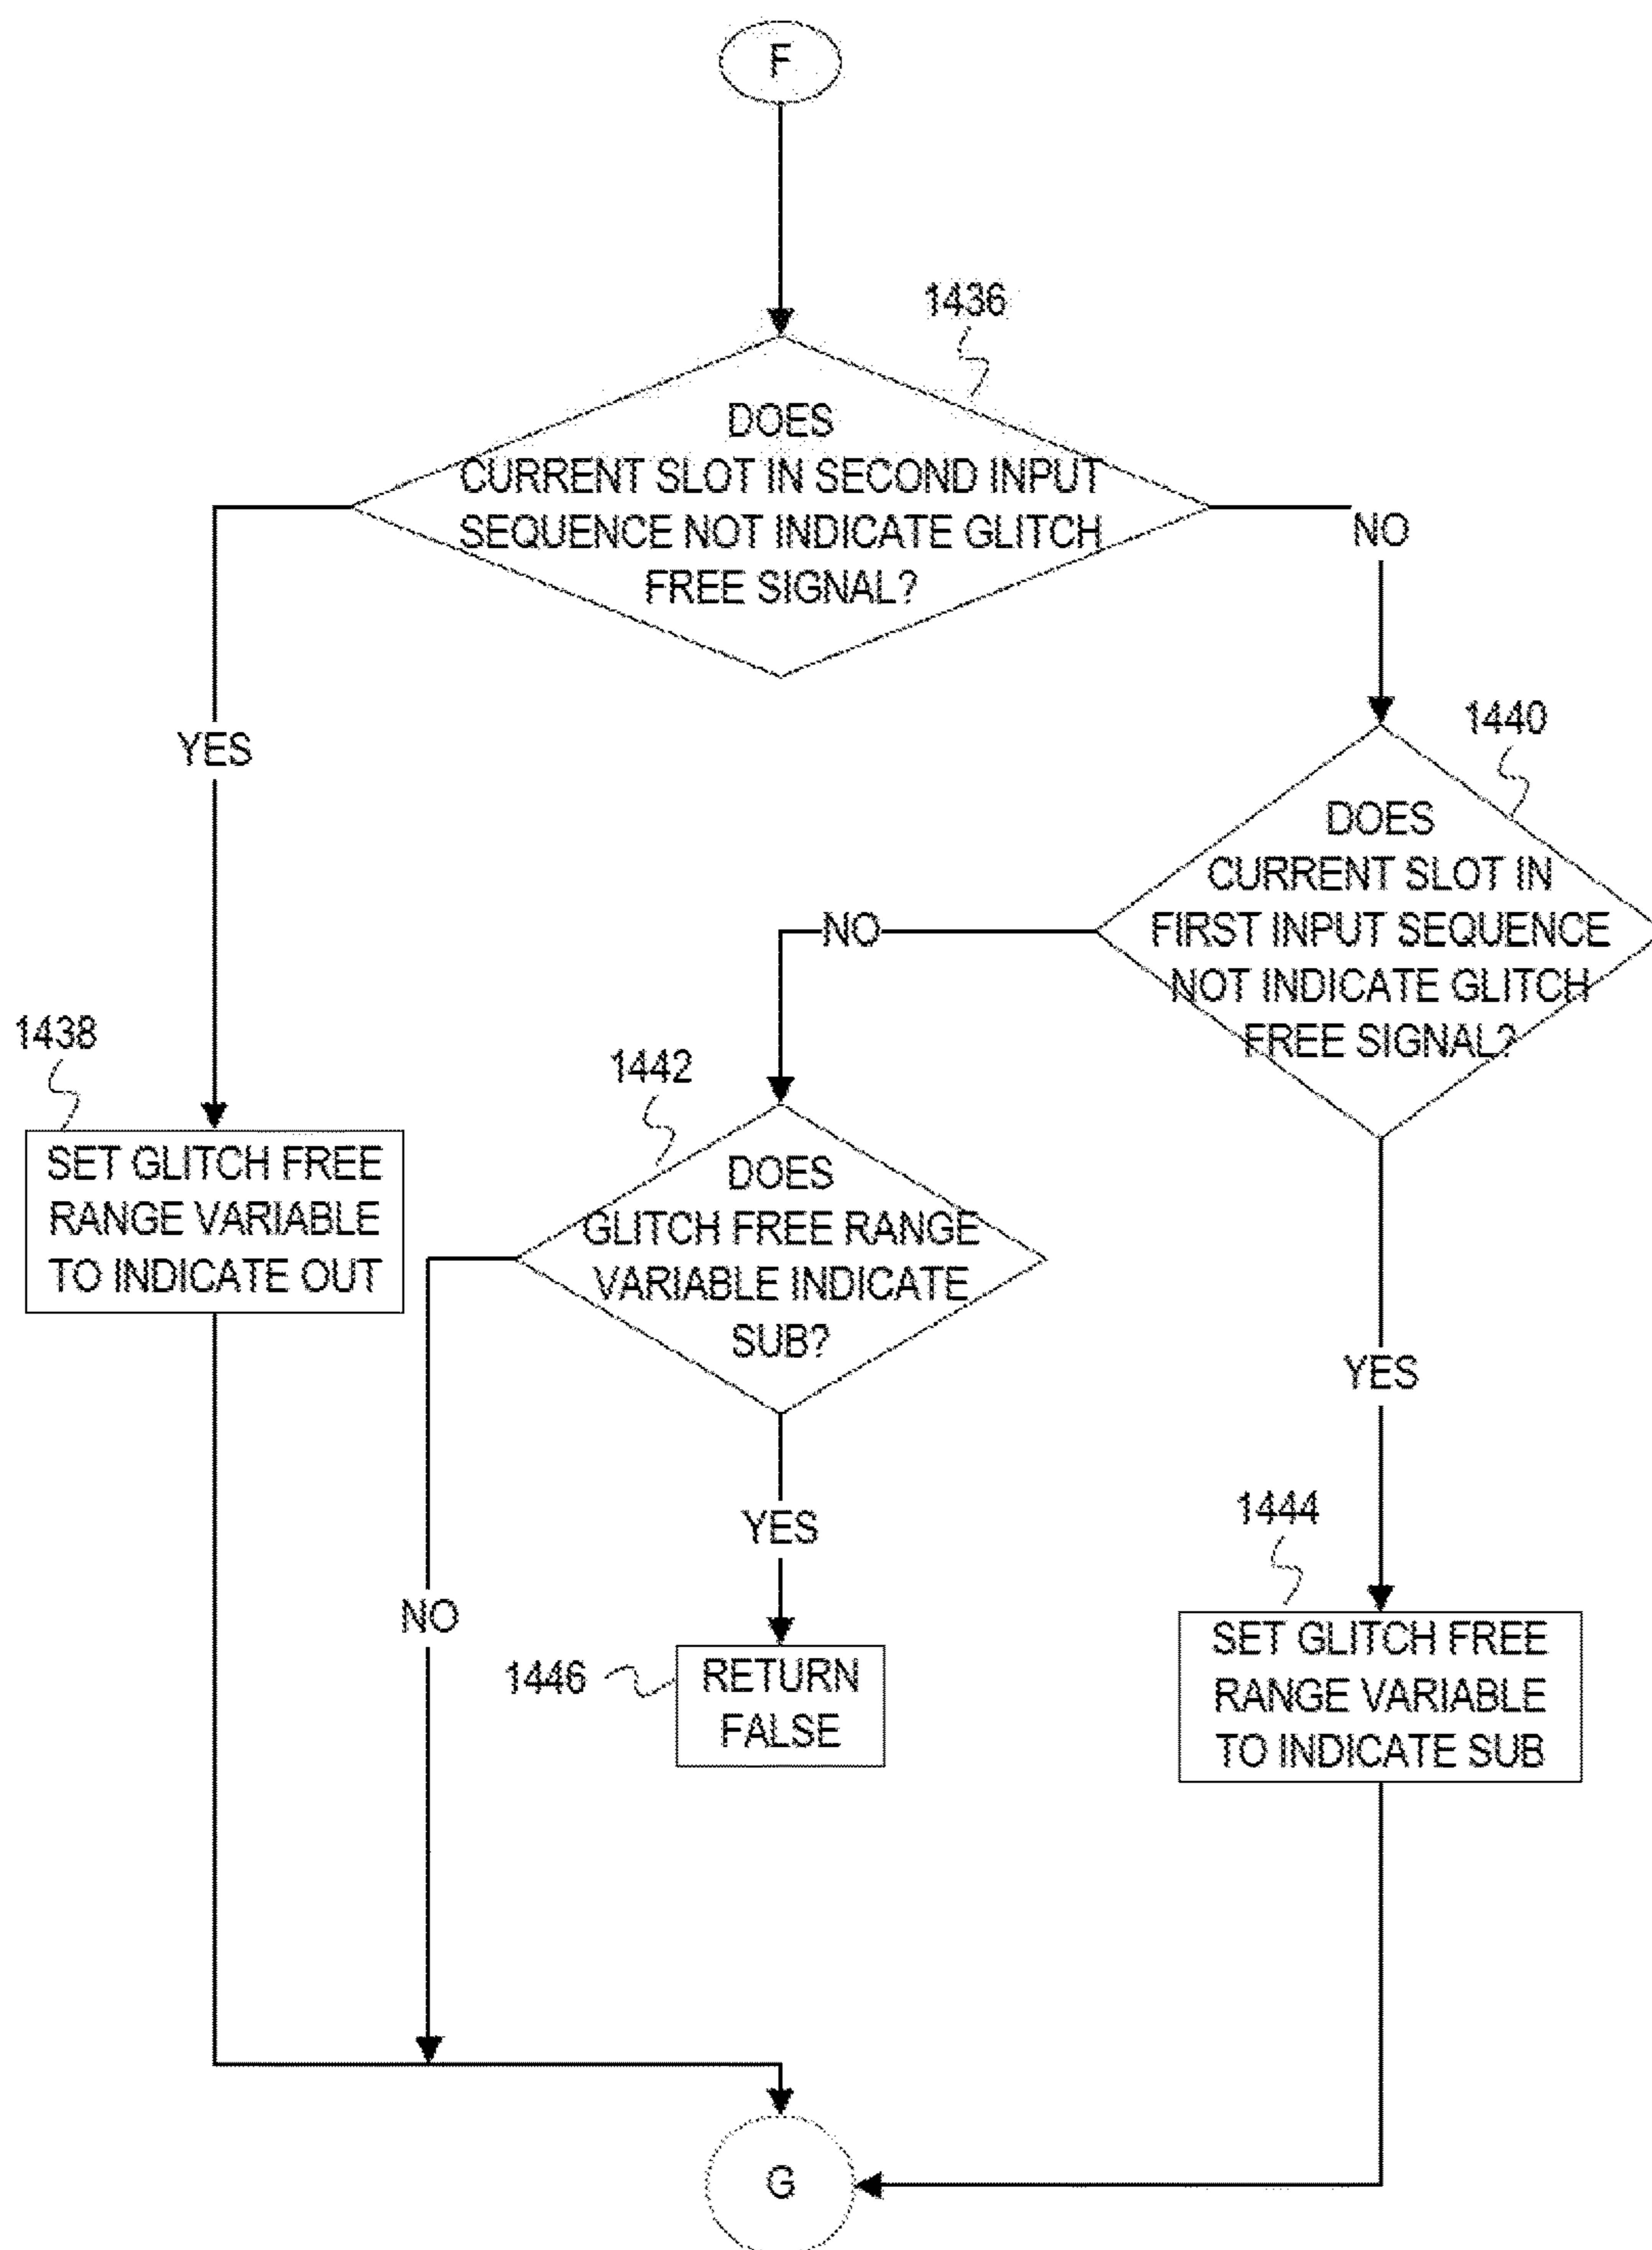 F
1436
DOES
CURRENT SLOT IN SECOND INPUT
SEQUENCE NOT INDICATE GLITCH
FREE SIGNAL?
NO
YES
1440
DOES
CURRENT SLOT IN
FIRST INPUT SEQUENCE
NOT INDICATE GLITCH
FREE SIGNAL?
NO
1438
SET GLITCH FREE
RANGE VARIABLE
TO INDICATE OUT
1442
DOES
GLITCH FREE RANGE
VARIABLE INDICATE
SUB?
YES
YES
NO
1444
SET GLITCH FREE
RANGE VARIABLE
TO INDICATE SUB
1446
RETURN
FALSE
G